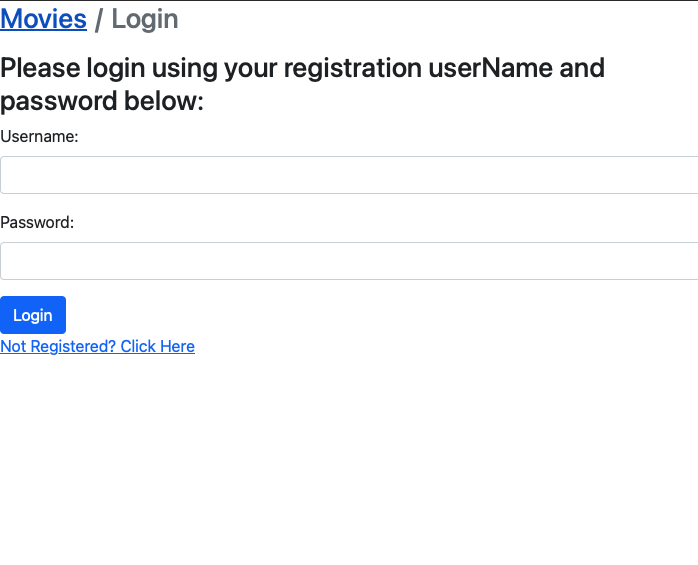 Movies / Login
Please login using your registration userName and
password below:
Username:
Password:
Login
Not Registered? Click Here